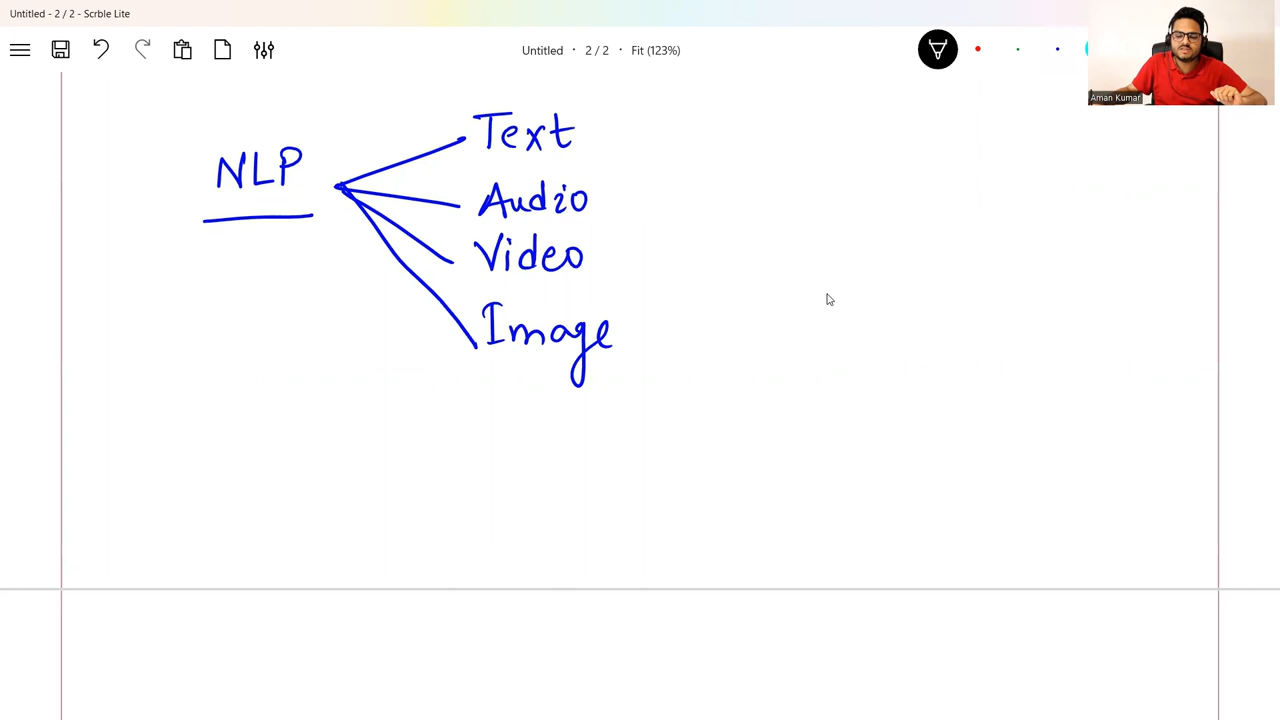 Untitled - 2 / 2 - Scrble Lite
Untitled • 2 / 2 • Fit (123%)
Aman Kumar
NLP
Text
Audio
Video
Image